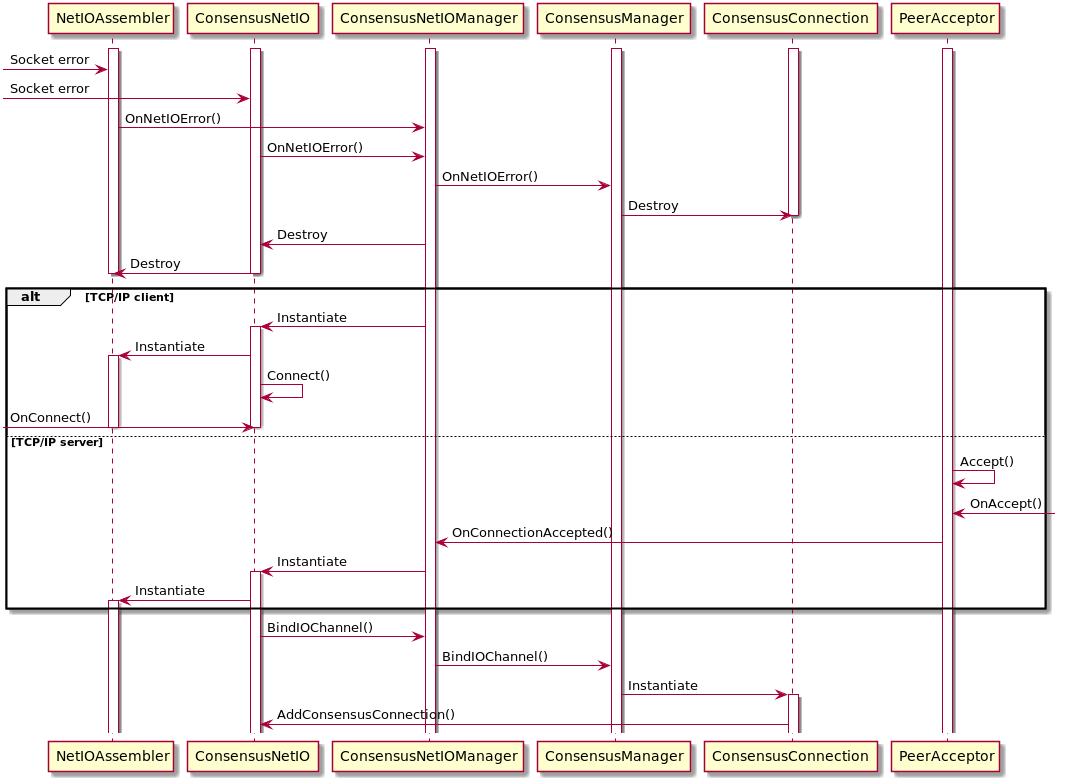 NetIOAssembler ConsensusNetIO ConsensusNetIOManager ConsensusManager ConsensusConnection PeerAcceptor
Socket error
Socket error
OnNetIOError()
OnNetIOError()
OnNetIOError()
Destroy
Destroy
Destroy
alt [TCP/IP client]
Instantiate
Instantiate
Connect()
OnConnect()
[TCP/IP server]
Accept()
OnAccept()
OnConnectionAccepted()
Instantiate
Instantiate
BindIOChannel()
BindIOChannel()
Instantiate
AddConsensusConnection()
NetIOAssembler ConsensusNetIO ConsensusNetIOManager ConsensusManager ConsensusConnection PeerAcceptor